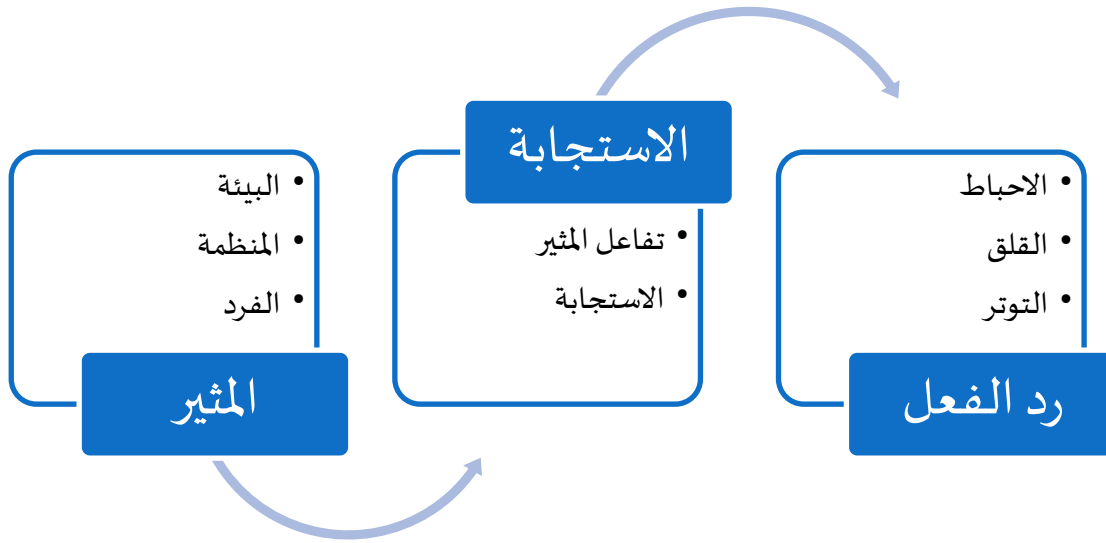 • البيئة
• المنظمة
• الفرد
المثير
الاستجابة
• تفاعل المثير
• الاستجابة
• الاحباط
• القلق
• التوتر
رد الفعل